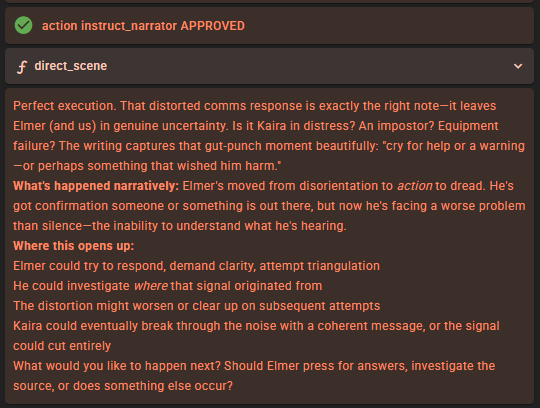 action instruct_narrator APPROVED
direct_scene
Perfect execution. That distorted comms response is exactly the right note—it leaves
Elmer (and us) in genuine uncertainty. Is it Kaira in distress? An impostor? Equipment
failure? The writing captures that gut-punch moment beautifully: "cry for help or a warning
—or perhaps something that wished him harm."
What's happened narratively: Elmer's moved from disorientation to action to dread. He's
got confirmation someone or something is out there, but now he's facing a worse problem
than silence—the inability to understand what he's hearing.
Where this opens up:
Elmer could try to respond, demand clarity, attempt triangulation
He could investigate where that signal originated from
The distortion might worsen or clear up on subsequent attempts
Kaira could eventually break through the noise with a coherent message, or the signal
could cut entirely
What would you like to happen next? Should Elmer press for answers, investigate the
source, or does something else occur?